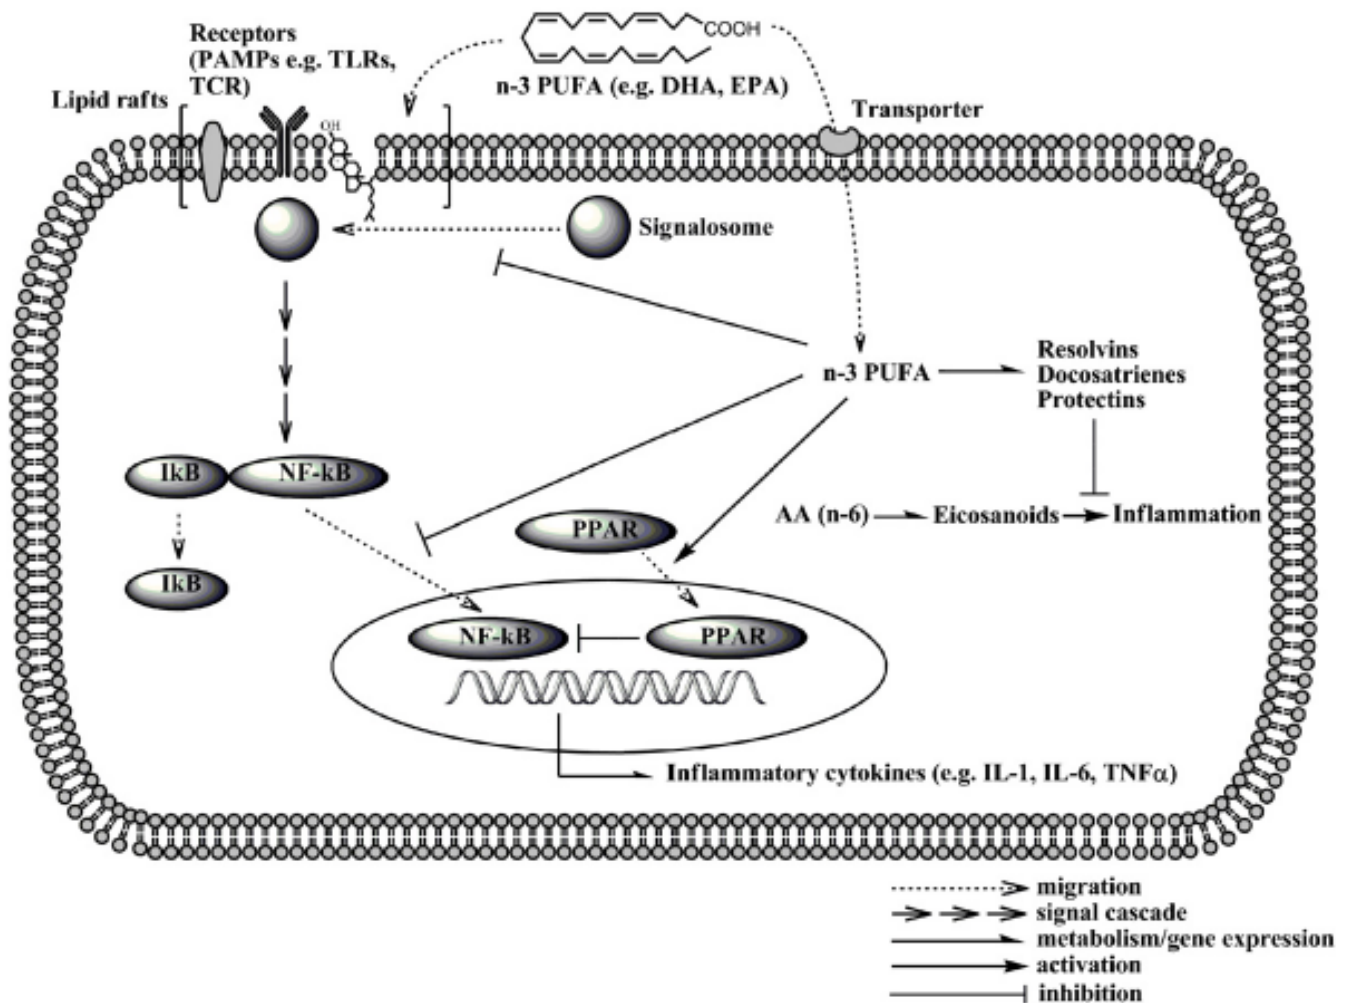 Receptors
(PAMPs e.g. TLRs,
TCR)
Lipid rafts
OH
COOH
n-3 PUFA (e.g. DHA, EPA)
Transporter
Signalosome
n-3 PUFA
Resolvins
Docosatrienes
Protectins
IkB
NF-kB
AA (n-6)
Eicosanoids
Inflammation
PPAR
IkB
NF-kB
PPAR
Inflammatory cytokines (e.g. IL-1, IL-6, TNFα)
migration
signal cascade
metabolism/gene expression
activation
inhibition